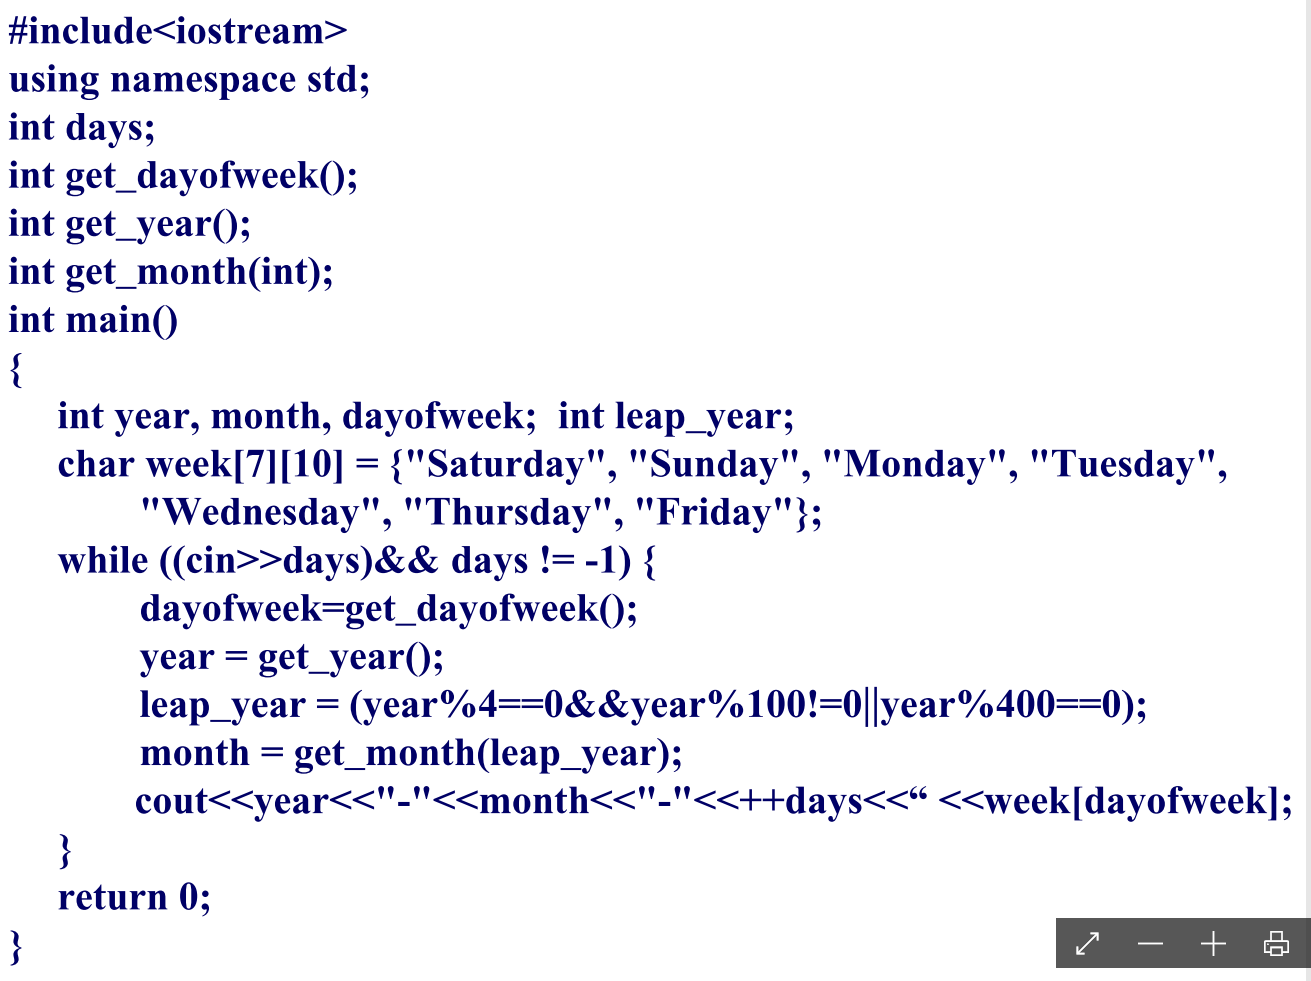 #include<iostream>
using namespace std;
int days;
int get_dayofweek();
int get_year();
int get_month(int);
int main()
{
int year, month, dayofweek;  int leap_year;
char week[7][10] = {"Saturday", "Sunday", "Monday", "Tuesday",
"Wednesday", "Thursday", "Friday"};
while ((cin>>days)&& days != -1) {
dayofweek=get_dayofweek();
year = get_year();
leap_year = (year%4==0&&year%100!=0||year%400==0);
month = get_month(leap_year);
cout<<year<<"-"<<month<<"-"<<++days<<“ <<week[dayofweek];
}
return 0;
}